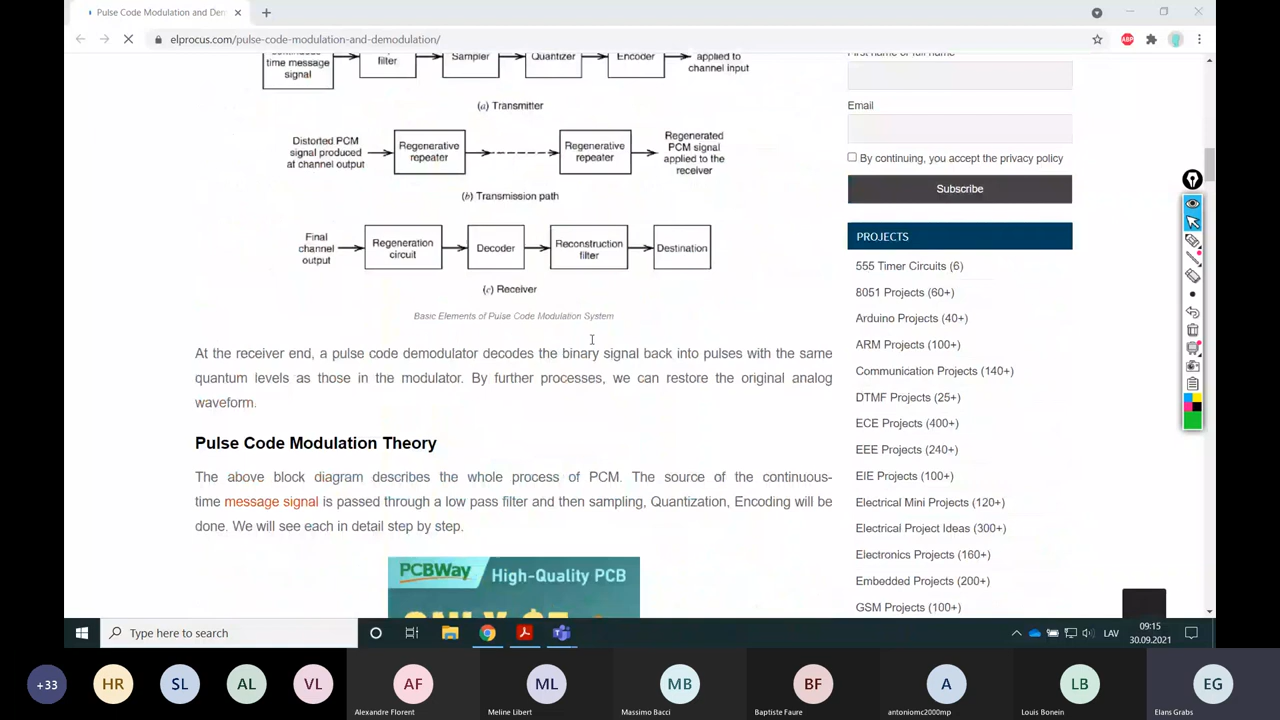 Pulse Code Modulation and Dem
elprocus.com/pulse-code-modulation-and-demodulation/
ABP
continuous-
time message
signal
filter
Sampler
Quantizer
Encoder
applied to
channel input
(a) Transmitter
Distorted PCM
signal produced
at channel output
Regenerative
repeater
Regenerative
repeater
Regenerated
PCM signal
applied to the
receiver
(b) Transmission path
Final
channel
output
Regeneration
circuit
Decoder
Reconstruction
filter
Destination
(c) Receiver
Basic Elements of Pulse Code Modulation System
At the receiver end, a pulse code demodulator decodes the binary signal back into pulses with the same
quantum levels as those in the modulator. By further processes, we can restore the original analog
waveform.
Pulse Code Modulation Theory
The above block diagram describes the whole process of PCM. The source of the continuous-
time message signal is passed through a low pass filter and then sampling, Quantization, Encoding will be
done. We will see each in detail step by step.
PCBWay
High-Quality PCB
ONLY $5
First name or full name
Email
By continuing, you accept the privacy policy
Subscribe
PROJECTS
555 Timer Circuits (6)
8051 Projects (60+)
Arduino Projects (40+)
ARM Projects (100+)
Communication Projects (140+)
DTMF Projects (25+)
ECE Projects (400+)
EEE Projects (240+)
EIE Projects (100+)
Electrical Mini Projects (120+)
Electrical Project Ideas (300+)
Electronics Projects (160+)
Embedded Projects (200+)
GSM Projects (100+)
Type here to search
LAV
09:15
30.09.2021
+33
HR
SL
AL
VL
AF
Alexandre Florent
ML
Meline Libert
MB
Massimo Bacci
BF
Baptiste Faure
A
antoniomc2000mp
LB
Louis Bonein
EG
Elans Grabs